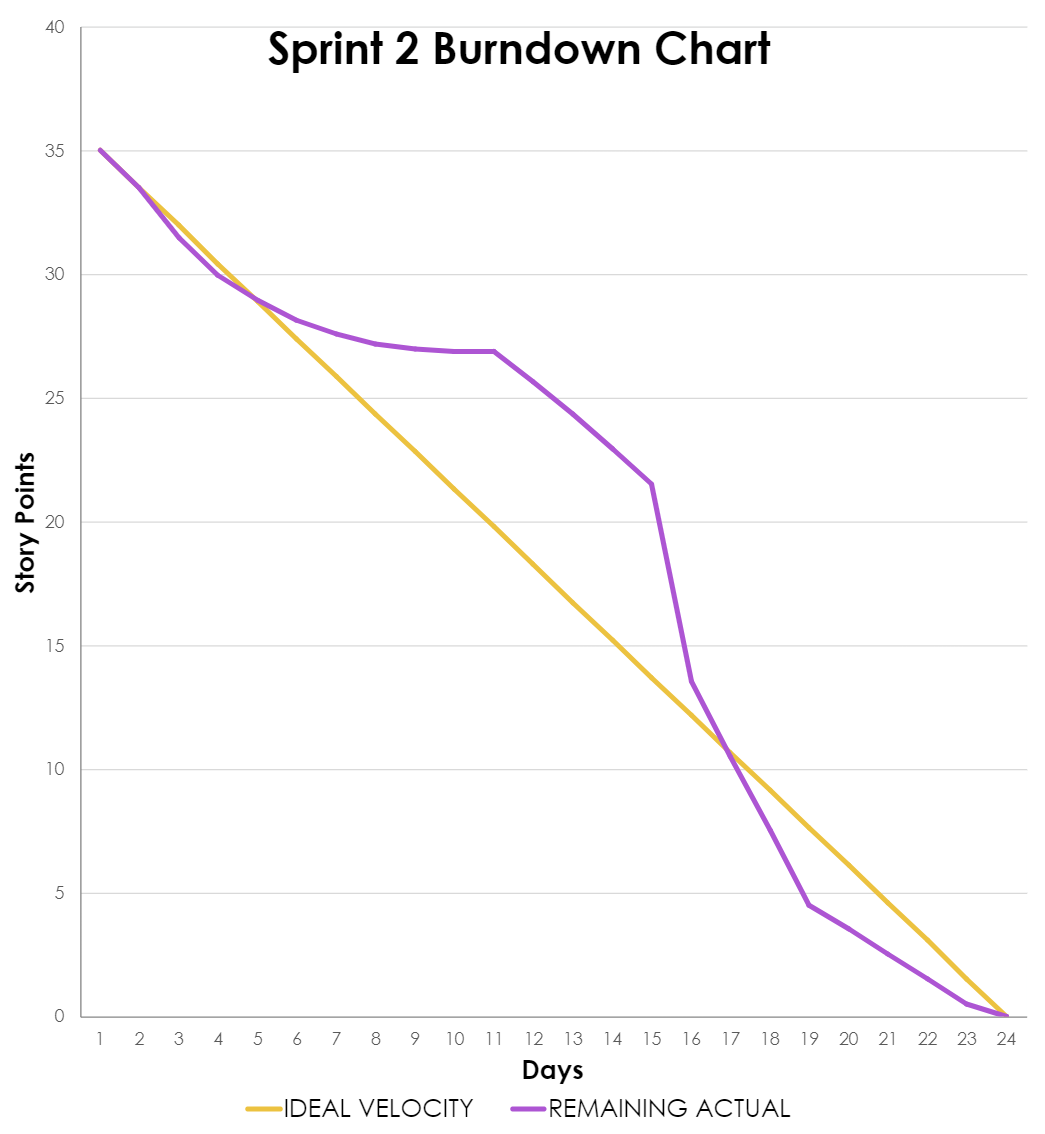 Sprint 2 Burndown Chart
40
35
30
25
20
15
10
5
0
Story Points
1 2 3 4 5 6 7 8 9 10 11 12 13 14 15 16 17 18 19 20 21 22 23 24
Days
IDEAL VELOCITY REMAINING ACTUAL